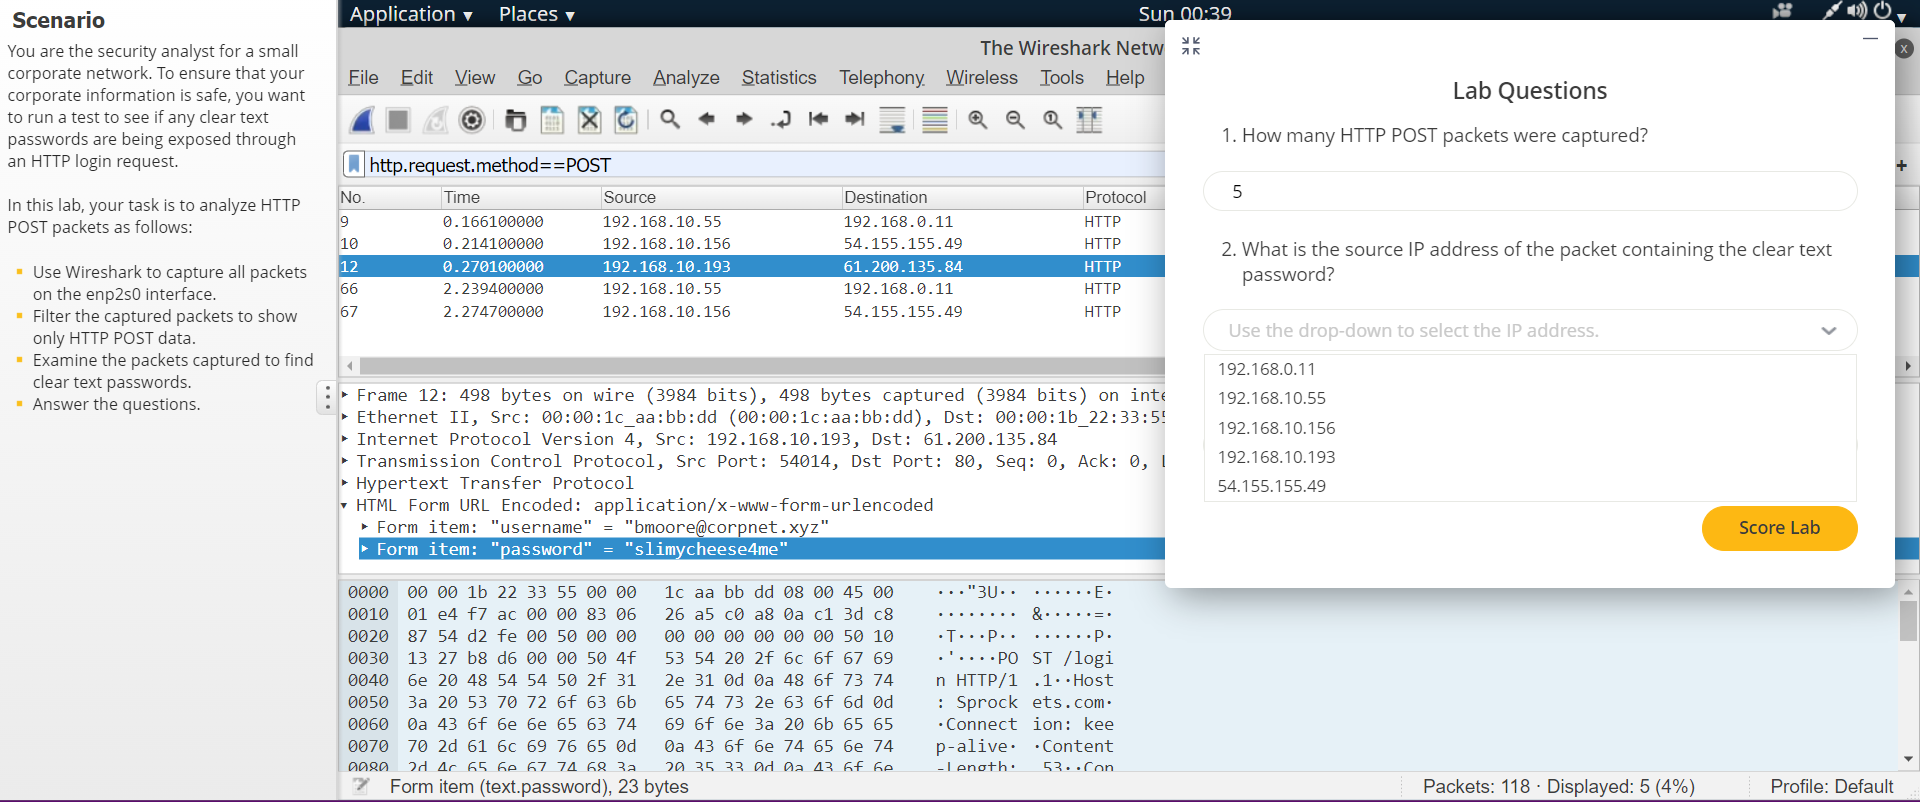 Scenario
You are the security analyst for a small
corporate network. To ensure that your
corporate information is safe, you want
to run a test to see if any clear text
passwords are being exposed through
an HTTP login request.
In this lab, your task is to analyze HTTP
POST packets as follows:
Use Wireshark to capture all packets
on the enp2s0 interface.
Filter the captured packets to show
only HTTP POST data.
Examine the packets captured to find
clear text passwords.
Answer the questions.
Application Places Sun 00:39
The Wireshark Netw
File Edit View Go Capture Analyze Statistics Telephony Wireless Tools Help
http.request.method==POST
No. Time Source Destination Protocol
9 0.166100000 192.168.10.55 192.168.0.11 HTTP
10 0.214100000 192.168.10.156 54.155.155.49 HTTP
12 0.270100000 192.168.10.193 61.200.135.84 HTTP
66 2.239400000 192.168.10.55 192.168.0.11 HTTP
67 2.274700000 192.168.10.156 54.155.155.49 HTTP
Frame 12: 498 bytes on wire (3984 bits), 498 bytes captured (3984 bits) on inte
Ethernet II, Src: 00:00:1c_aa:bb:dd (00:00:1c:aa:bb:dd), Dst: 00:00:1b_22:33:55
Internet Protocol Version 4, Src: 192.168.10.193, Dst: 61.200.135.84
Transmission Control Protocol, Src Port: 54014, Dst Port: 80, Seq: 0, Ack: 0, L
Hypertext Transfer Protocol
HTML Form URL Encoded: application/x-www-form-urlencoded
Form item: "username" = "bmoore@corpnet.xyz"
Form item: "password" = "slimycheese4me"
0000 00 00 1b 22 33 55 00 00 1c aa bb dd 08 00 45 00 ···"3U·· ······E·
0010 01 e4 f7 ac 00 00 83 06 26 a5 c0 a8 0a c1 3d c8 ········ &·····=·
0020 87 54 d2 fe 00 50 00 00 00 00 00 00 00 00 50 10 ·T···P·· ······P·
0030 13 27 b8 d6 00 00 50 4f 53 54 20 2f 6c 6f 67 69 ·'····PO ST /logi
0040 6e 20 48 54 54 50 2f 31 2e 31 0d 0a 48 6f 73 74 n HTTP/1 .1··Host
0050 3a 20 53 70 72 6f 63 6b 65 74 73 2e 63 6f 6d 0d : Sprock ets.com·
0060 0a 43 6f 6e 6e 65 63 74 69 6f 6e 3a 20 6b 65 65 ·Connect ion: kee
0070 70 2d 61 6c 69 76 65 0d 0a 43 6f 6e 74 65 6e 74 p-alive· ·Content
0080 2d 4c 65 6e 67 74 68 3a 20 35 33 0d 0a 43 6f 6e -Length: 53··Con
Form item (text.password), 23 bytes Packets: 118 · Displayed: 5 (4%) Profile: Default
Lab Questions
1. How many HTTP POST packets were captured?
5
2. What is the source IP address of the packet containing the clear text
password?
Use the drop-down to select the IP address.
192.168.0.11
192.168.10.55
192.168.10.156
192.168.10.193
54.155.155.49
Score Lab